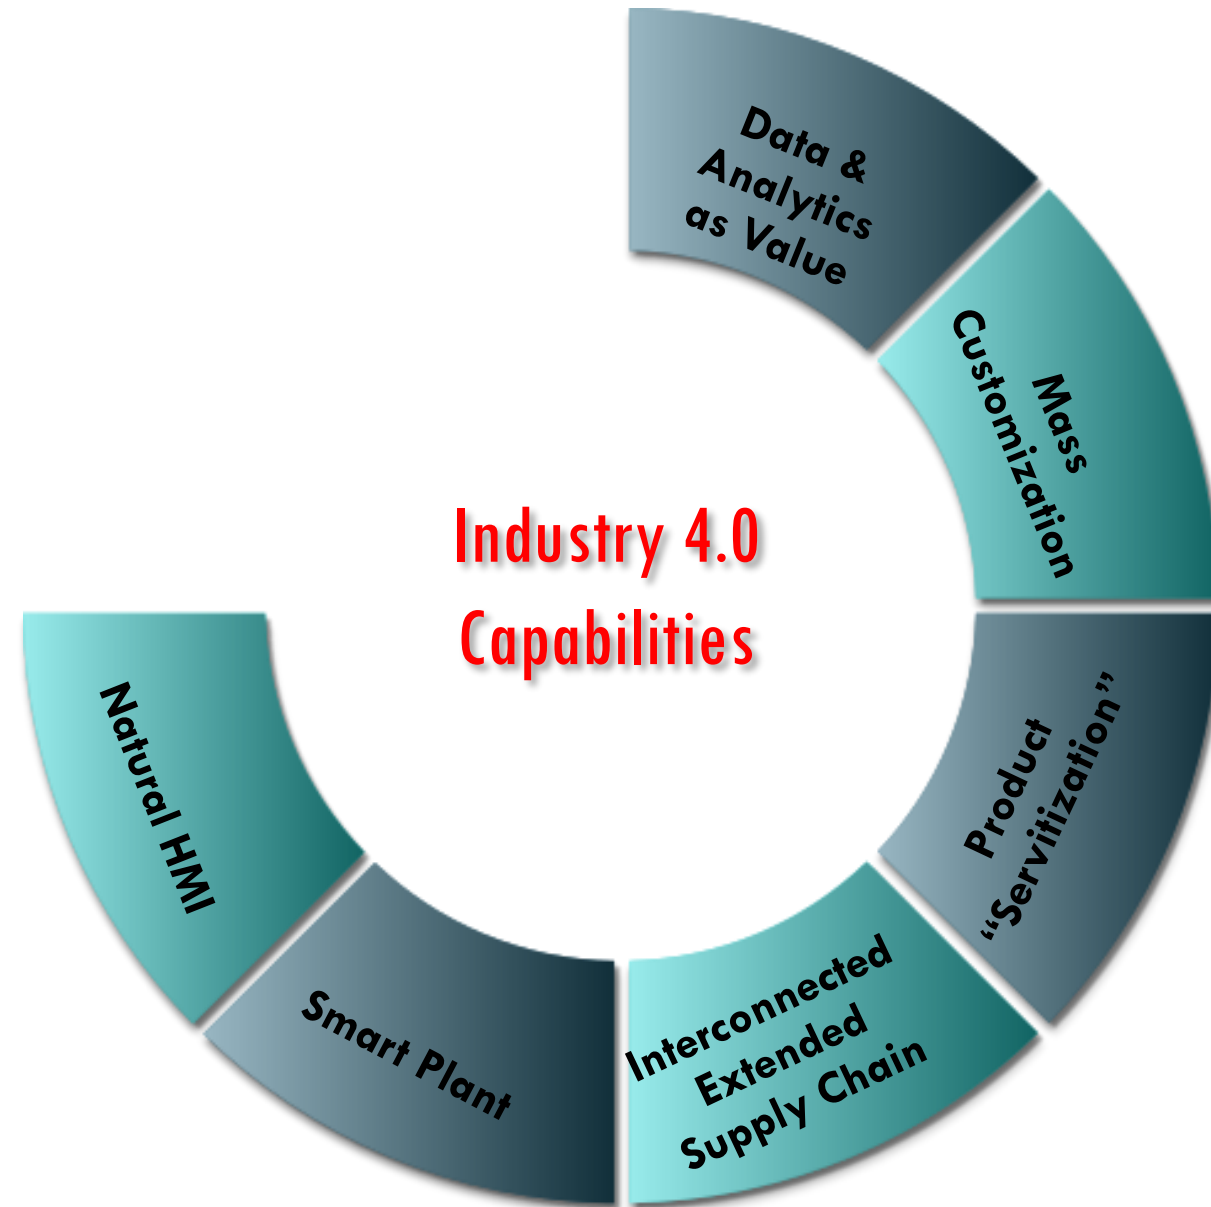 Data &
Analytics
as Value
Mass
Customization
Product
“Servitization”
Interconnected
Extended
Supply Chain
Smart Plant
Natural HMI
Industry 4.0
Capabilities